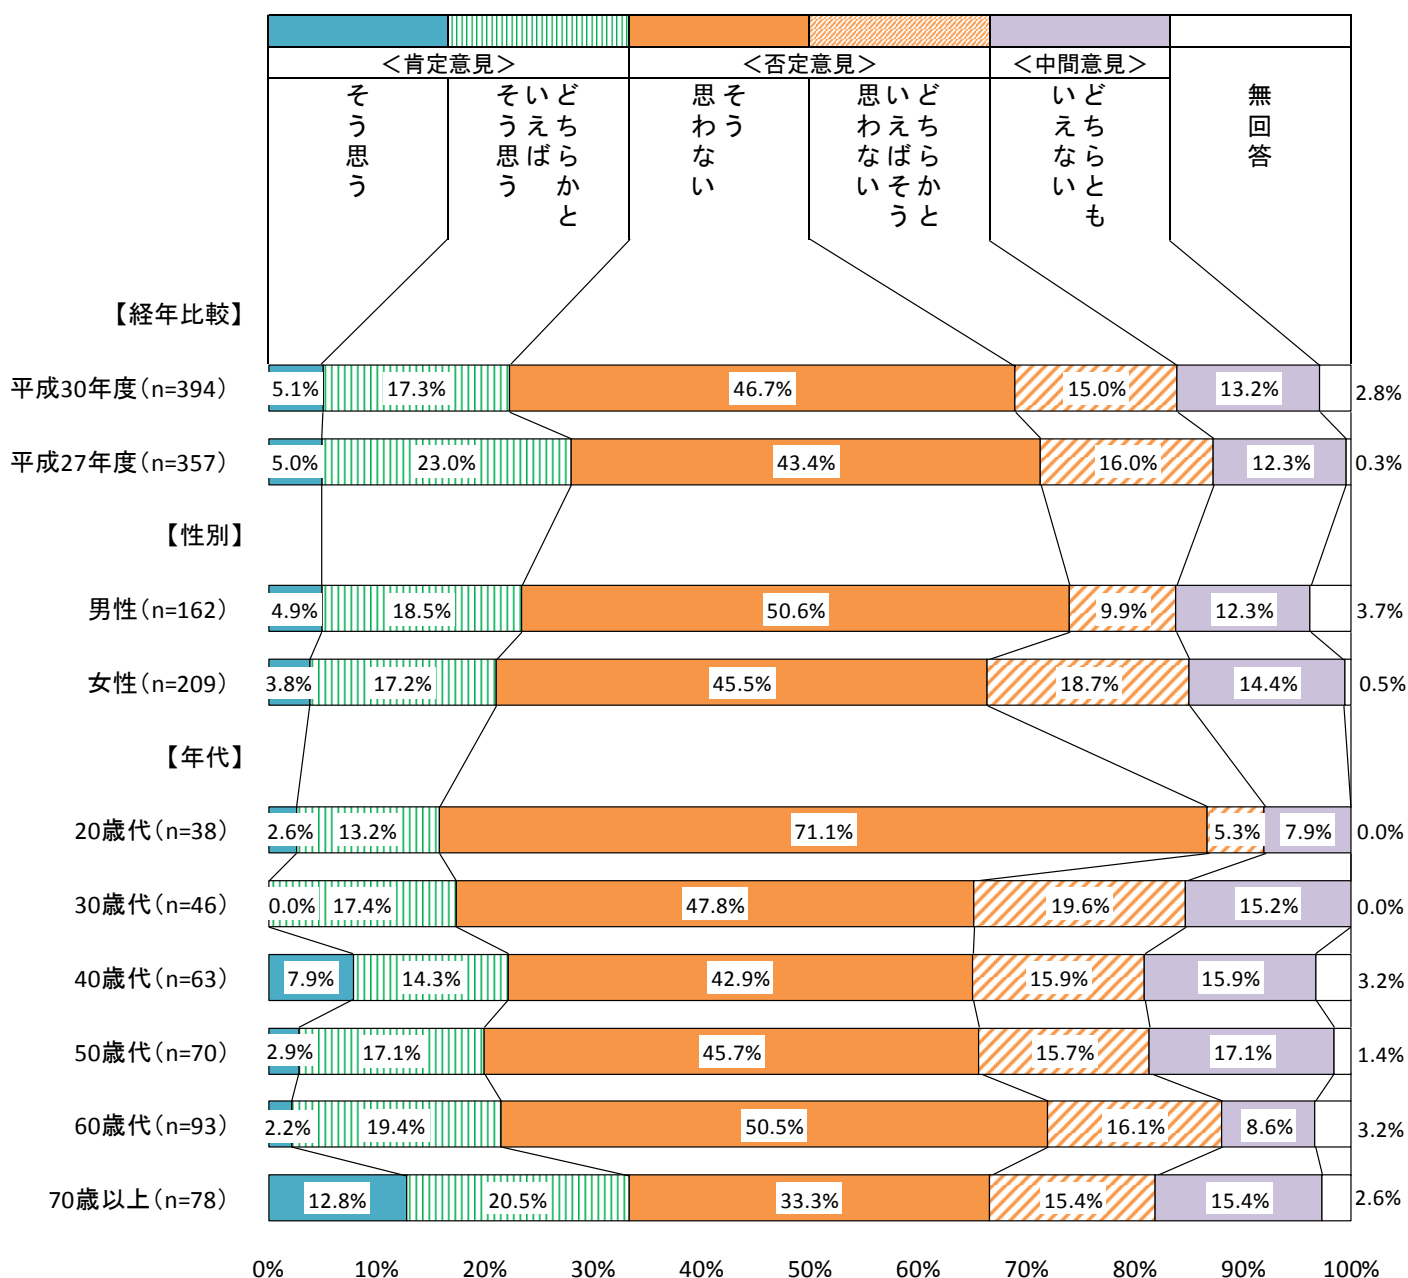 ＜肯定意見＞ ＜否定意見＞ ＜中間意見＞
そう思う
どちらかと
いえば
そう思う
そう
思わない
どちらかと
いえばそう
思わない
どちらとも
いえない
無回答
【経年比較】
平成30年度(n=394) 5.1% 17.3% 46.7% 15.0% 13.2% 2.8%
平成27年度(n=357) 5.0% 23.0% 43.4% 16.0% 12.3% 0.3%
【性別】
男性(n=162) 4.9% 18.5% 50.6% 9.9% 12.3% 3.7%
女性(n=209) 3.8% 17.2% 45.5% 18.7% 14.4% 0.5%
【年代】
20歳代(n=38) 2.6% 13.2% 71.1% 5.3% 7.9% 0.0%
30歳代(n=46) 0.0% 17.4% 47.8% 19.6% 15.2% 0.0%
40歳代(n=63) 7.9% 14.3% 42.9% 15.9% 15.9% 3.2%
50歳代(n=70) 2.9% 17.1% 45.7% 15.7% 17.1% 1.4%
60歳代(n=93) 2.2% 19.4% 50.5% 16.1% 8.6% 3.2%
70歳以上(n=78) 12.8% 20.5% 33.3% 15.4% 15.4% 2.6%
0% 10% 20% 30% 40% 50% 60% 70% 80% 90% 100%